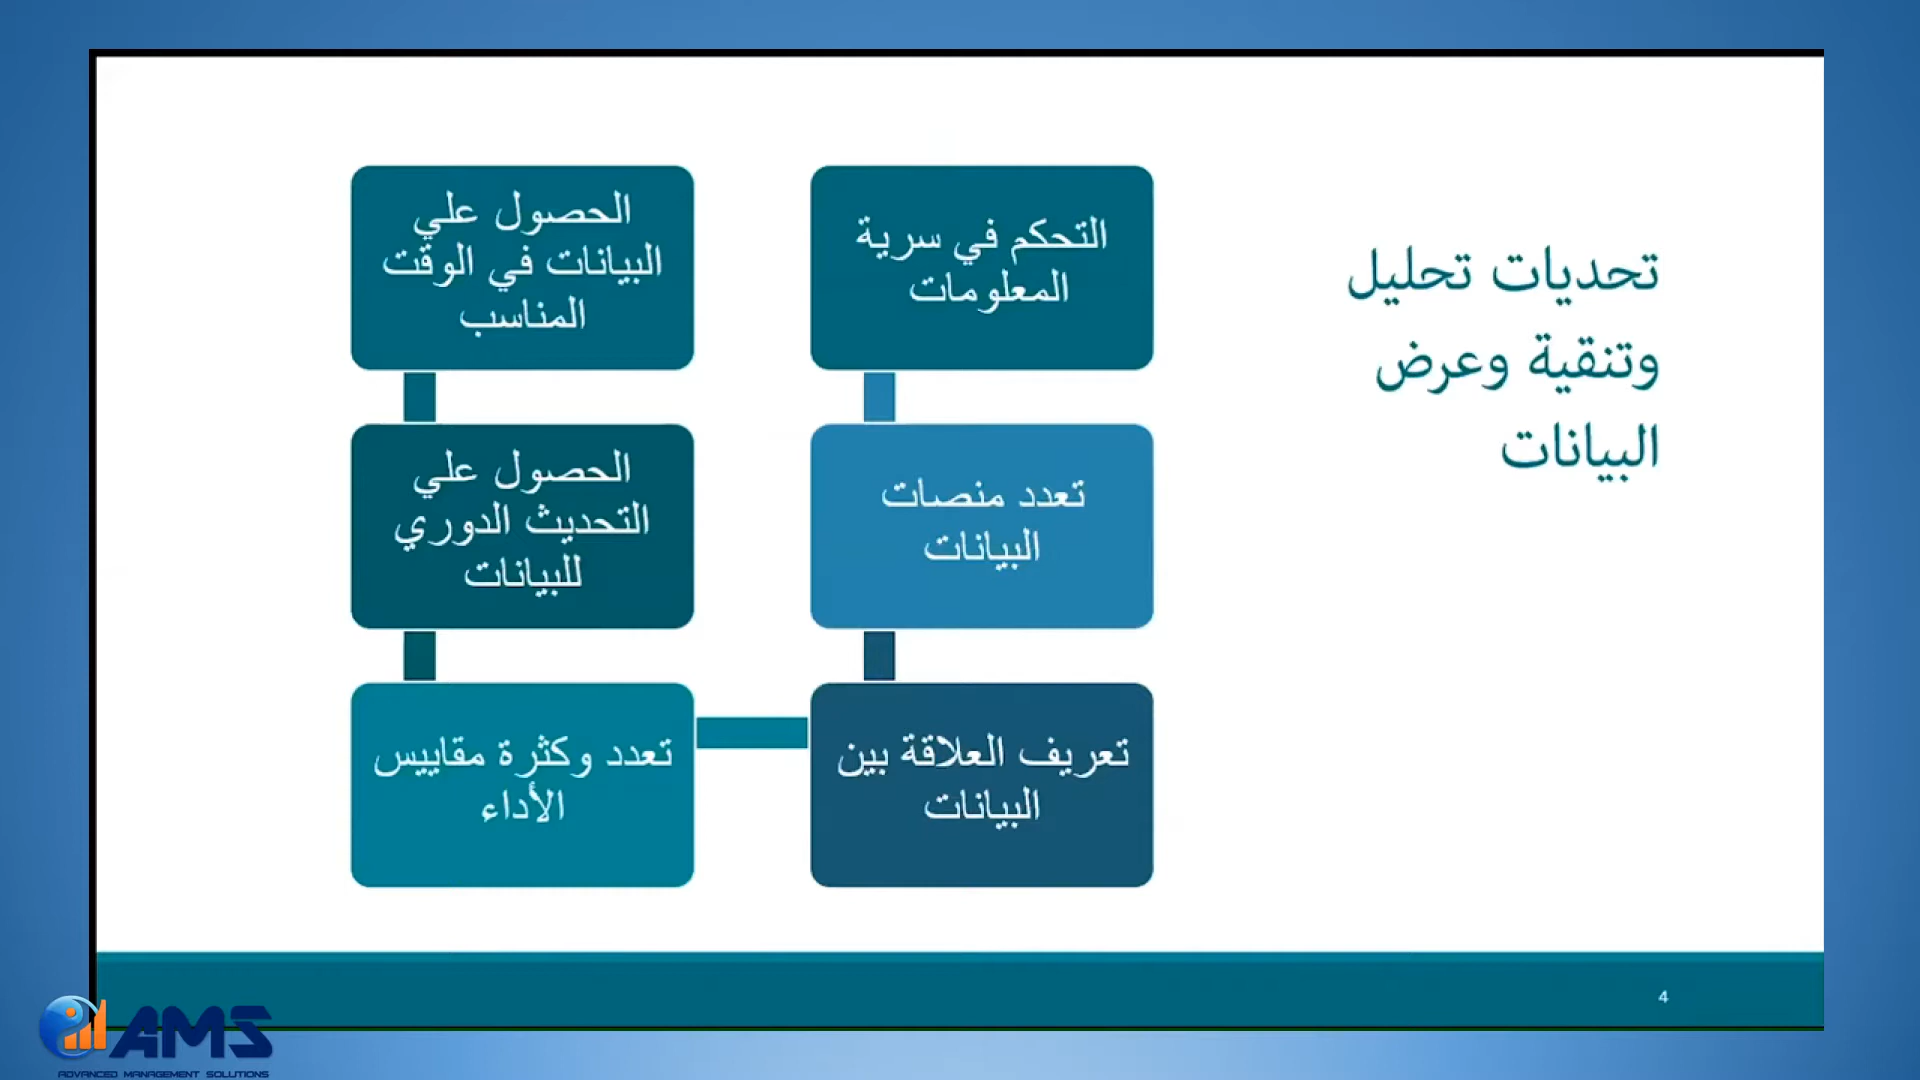 تحديات تحليل
وتنقية وعرض
البيانات
الحصول علي
البيانات في الوقت
المناسب
الحصول علي
التحديث الدوري
للبيانات
تعدد وكثرة مقاييس
الأداء
تعريف العلاقة بين
البيانات
تعدد منصات
البيانات
التحكم في سرية
المعلومات
4
AMS
ADVANCED MANAGEMENT SOLUTIONS